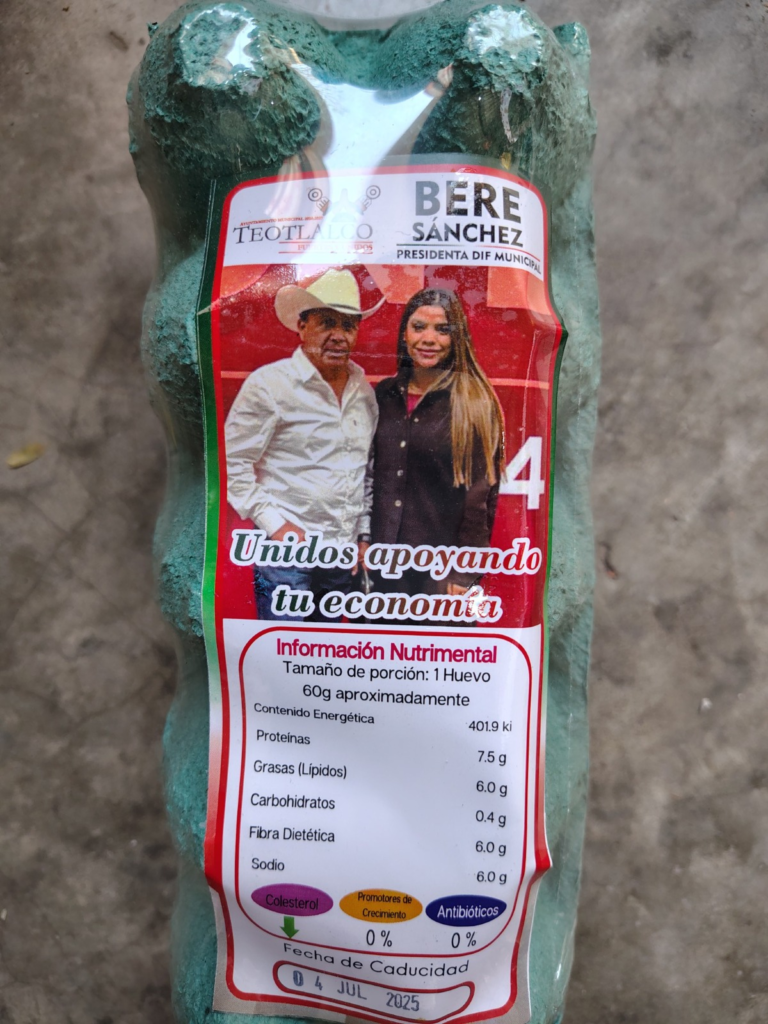 TEOTLALCO
BERE
SÁNCHEZ
PRESIDENTA DIF MUNICIPAL
4
Unidos apoyando
tu economía
Información Nutrimental
Tamaño de porción: 1 Huevo
60g aproximadamente
Contenido Energética 401.9 kj
Proteínas 7.5 g
Grasas (Lípidos) 6.0 g
Carbohidratos 0.4 g
Fibra Dietética 6.0 g
Sodio 6.0 g
Colesterol Promotores de Crecimiento Antibióticos
0 % 0 %
Fecha de Caducidad
0 4 JUL 2025